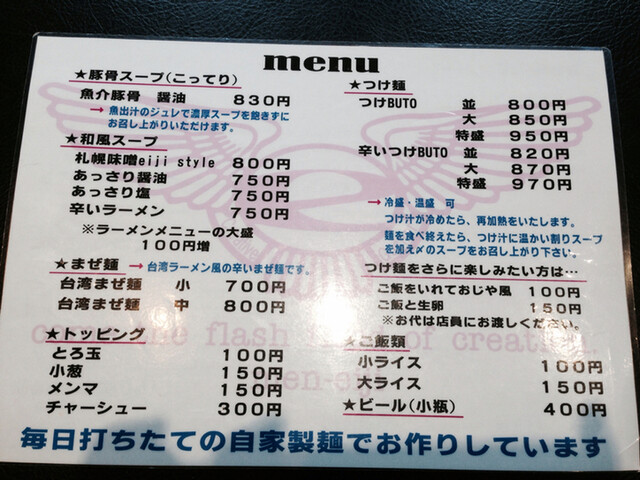 menu
★豚骨スープ(こってり)
魚介豚骨 醤油 830円
→魚出汁のジュレで濃厚スープを飽きずに
お召し上がりいただけます。
★和風スープ
札幌味噌eiji style 800円
あっさり醤油 750円
あっさり塩 750円
辛いラーメン 750円
※ラーメンメニューの大盛
100円増
★まぜ麺 →台湾ラーメン風の辛いまぜ麺です。
台湾まぜ麺 小 700円
台湾まぜ麺 中 800円
★トッピング
とろ玉 100円
小葱 150円
メンマ 150円
チャーシュー 300円
★つけ麺
つけBUTO 並 800円
大 850円
特盛 950円
辛いつけBUTO 並 820円
大 870円
特盛 970円
→冷盛・温盛 可
つけ汁が冷めたら、再加熱をいたします。
麺を食べ終えたら、つけ汁に温かい割りスープ
を加え〆のスープをお召し上がり下さい。
つけ麺をさらに楽しみたい方は…
ご飯をいれておじや風 100円
ご飯と生卵 150円
※お代は店員にお渡しください。
★ご飯類
小ライス 100円
大ライス 150円
★ビール(小瓶) 400円
毎日打ちたての自家製麺でお作りしています